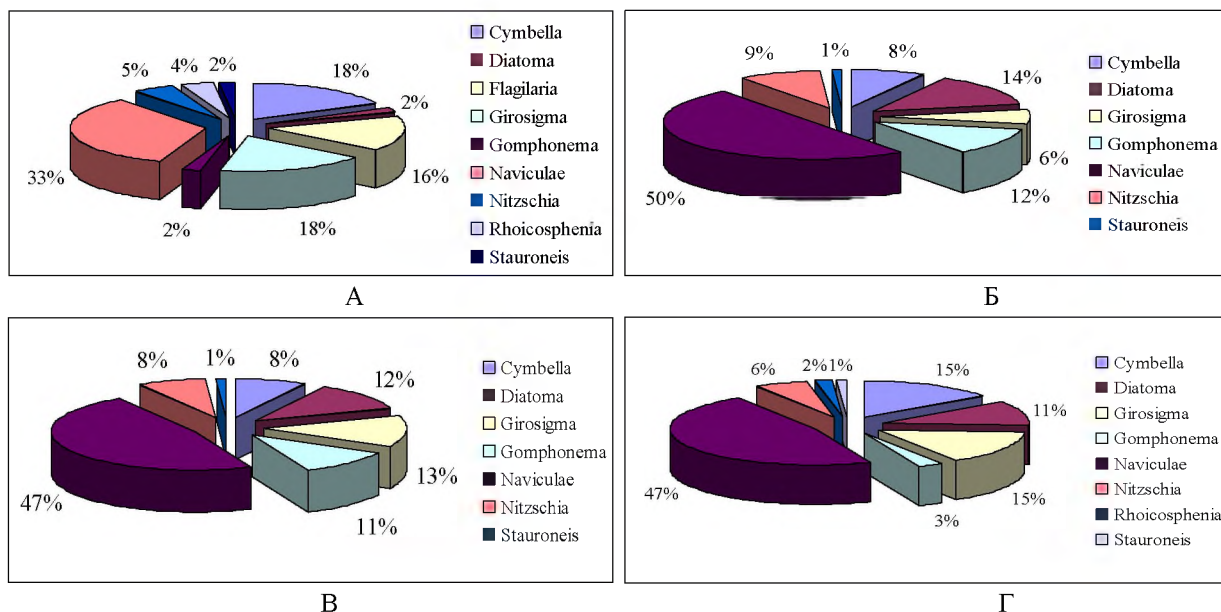 Cymbella
Diatoma
Flagilaria
Girosigma
Gomphonema
Naviculae
Nitzschia
Rhoicosphenia
Stauroneis
5%
4%
2%
18%
2%
16%
18%
2%
33%
А
Cymbella
Diatoma
Girosigma
Gomphonema
Naviculae
Nitzschia
Stauroneis
9%
1%
8%
14%
6%
12%
50%
Б
Cymbella
Diatoma
Girosigma
Gomphonema
Naviculae
Nitzschia
Stauroneis
8%
1%
8%
12%
13%
11%
47%
В
Cymbella
Diatoma
Girosigma
Gomphonema
Naviculae
Nitzschia
Rhoicosphenia
Stauroneis
6%
2%
1%
15%
11%
15%
3%
47%
Г